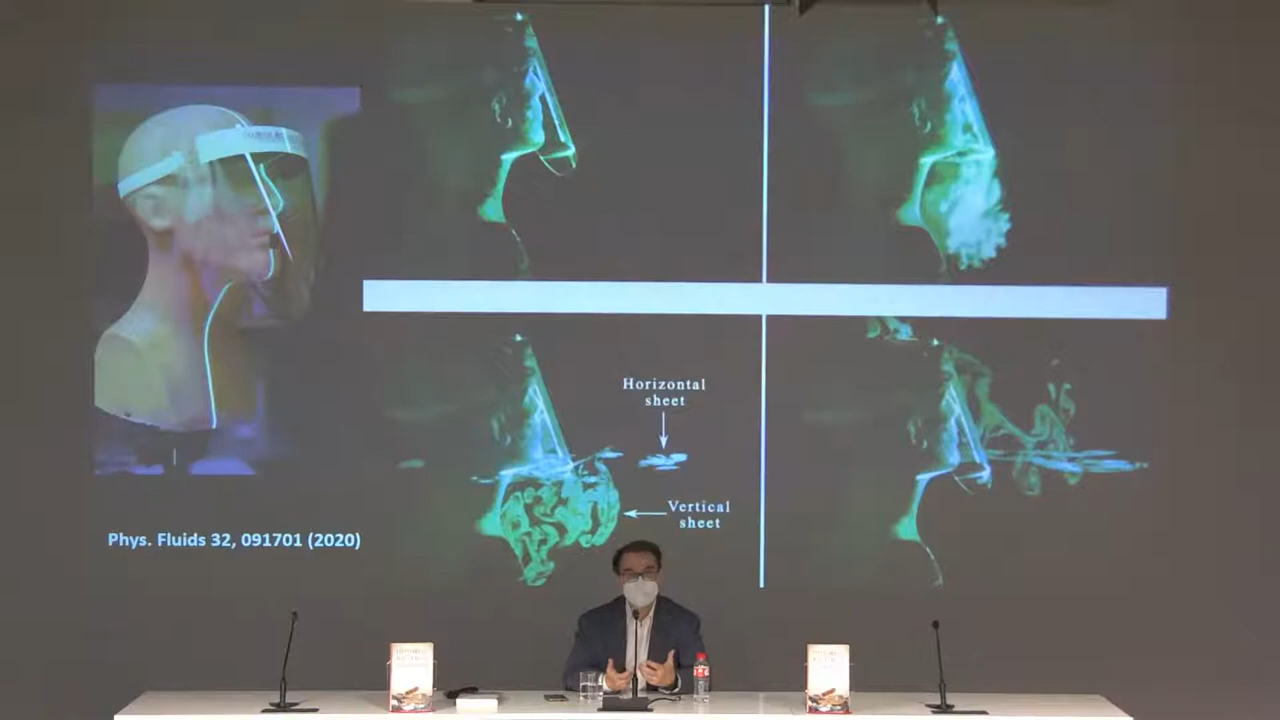 Horizontal
sheet
Vertical
sheet
Phys. Fluids 32, 091701 (2020)